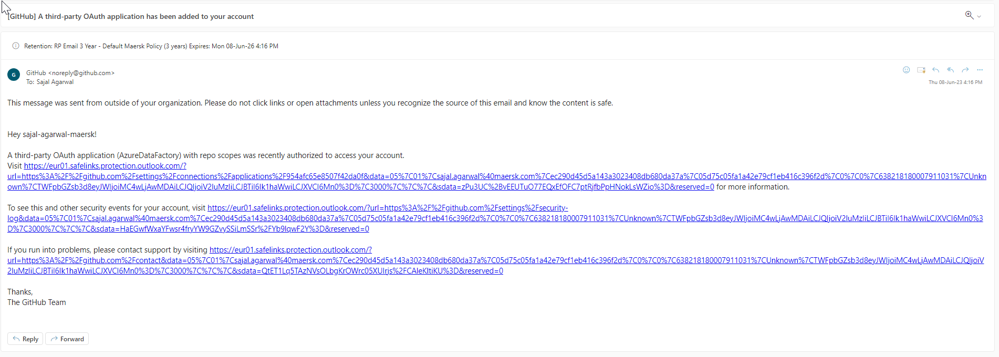 [GitHub] A third-party OAuth application has been added to your account
Retention: RP Email 3 Year - Default Maersk Policy (3 years) Expires: Mon 08-Jun-26 4:16 PM
G
GitHub <noreply@github.com>
To: Sajal Agarwal
Thu 08-Jun-23 4:16 PM
This message was sent from outside of your organization. Please do not click links or open attachments unless you recognize the source of this email and know the content is safe.
Hey sajal-agarwal-maersk!
A third-party OAuth application (AzureDataFactory) with repo scopes was recently authorized to access your account.
Visit https://eur01.safelinks.protection.outlook.com/?
url=https%3A%2F%2Fgithub.com%2Fsettings%2Fconnections%2Fapplications%2F954afc65e8507f42da0f&data=05%7C01%7Csajal.agarwal%40maersk.com%7Cec290d45d5a143a3023408db680da37a%7C05d75c05fa1a42e79cf1eb416c396f2d%7C0%7C0%7C638218180007911031%7CUnkn
own%7CTWFpbGZsb3d8eyJWIjoiMC4wLjAwMDAiLCJQIjoiV2luMzIiLCJBTiI6Ik1haWwiLCJXVCI6Mn0%3D%7C3000%7C%7C%7C&sdata=zPu3UC%2BvEEUTuO77EQxEfOFC7ptRjfbPpHNokLsWZio%3D&reserved=0 for more information.
To see this and other security events for your account, visit https://eur01.safelinks.protection.outlook.com/?url=https%3A%2F%2Fgithub.com%2Fsettings%2Fsecurity-
log&data=05%7C01%7Csajal.agarwal%40maersk.com%7Cec290d45d5a143a3023408db680da37a%7C05d75c05fa1a42e79cf1eb416c396f2d%7C0%7C0%7C638218180007911031%7CUnknown%7CTWFpbGZsb3d8eyJWIjoiMC4wLjAwMDAiLCJQIjoiV2luMzIiLCJBTiI6Ik1haWwiLCJXVCI6Mn0%3
D%7C3000%7C%7C%7C&sdata=HaEGwfWxaYFwsr4fryYW9GZvySSiLmSSr%2FYb9lqwF2Y%3D&reserved=0
If you run into problems, please contact support by visiting https://eur01.safelinks.protection.outlook.com/?
url=https%3A%2F%2Fgithub.com%2Fcontact&data=05%7C01%7Csajal.agarwal%40maersk.com%7Cec290d45d5a143a3023408db680da37a%7C05d75c05fa1a42e79cf1eb416c396f2d%7C0%7C0%7C638218180007911031%7CUnknown%7CTWFpbGZsb3d8eyJWIjoiMC4wLjAwMDAiLCJQIjoiV
2luMzIiLCJBTiI6Ik1haWwiLCJXVCI6Mn0%3D%7C3000%7C%7C%7C&sdata=QtET1Lq5TAzNVsOLbgKrOWrc05XUIrjs%2FCAleKItiKU%3D&reserved=0
Thanks,
The GitHub Team
Reply
Forward